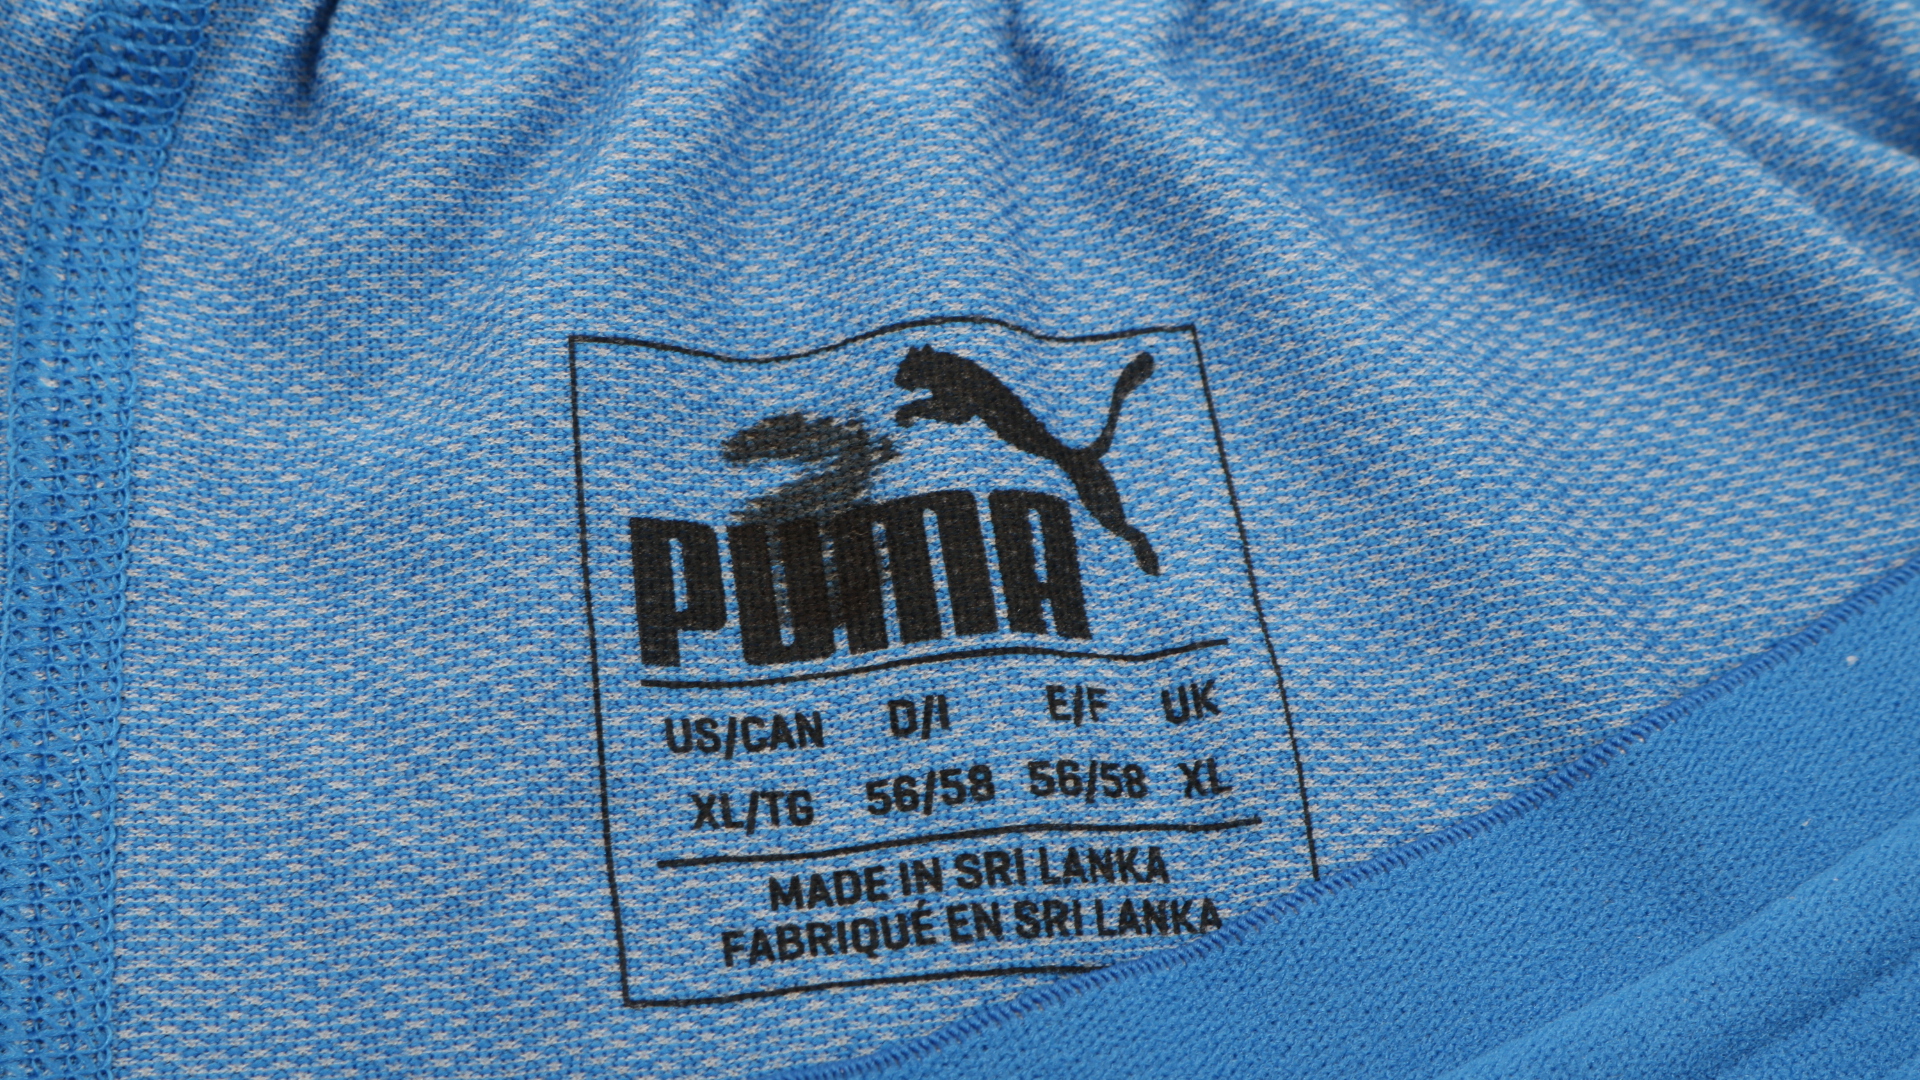 PUMA
US/CAN D/I E/F UK
XL/TG 56/58 56/58 XL
MADE IN SRI LANKA
FABRIQUÉ EN SRI LANKA